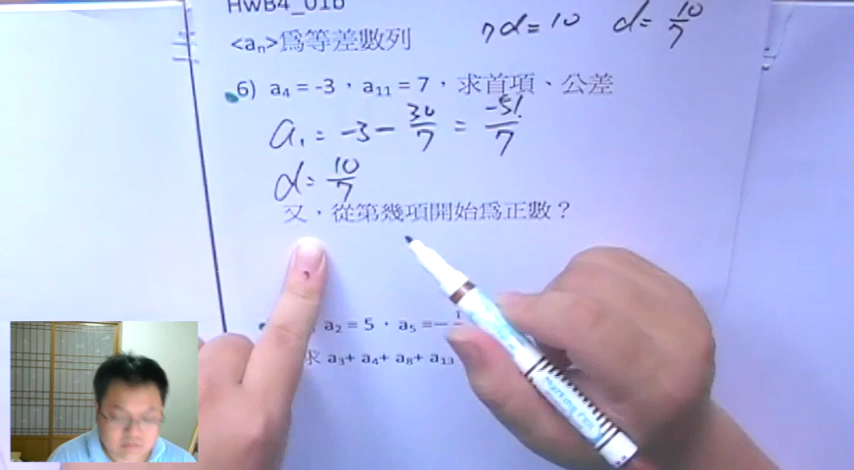 HWB4_01b
7d=10 d=10/7
<aₙ>爲等差數列
6) a₄ = -3，a₁₁ = 7，求首項、公差
a₁ = -3 - 30/7 = -51/7
d = 10/7
又，從第幾項開始爲正數？
a₂ = 5，a₅ = -
求 a₃+ a₄+ a₈+ a₁₃